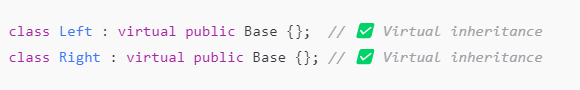 class Left : virtual public Base {};  // ✅ Virtual inheritance
class Right : virtual public Base {}; // ✅ Virtual inheritance